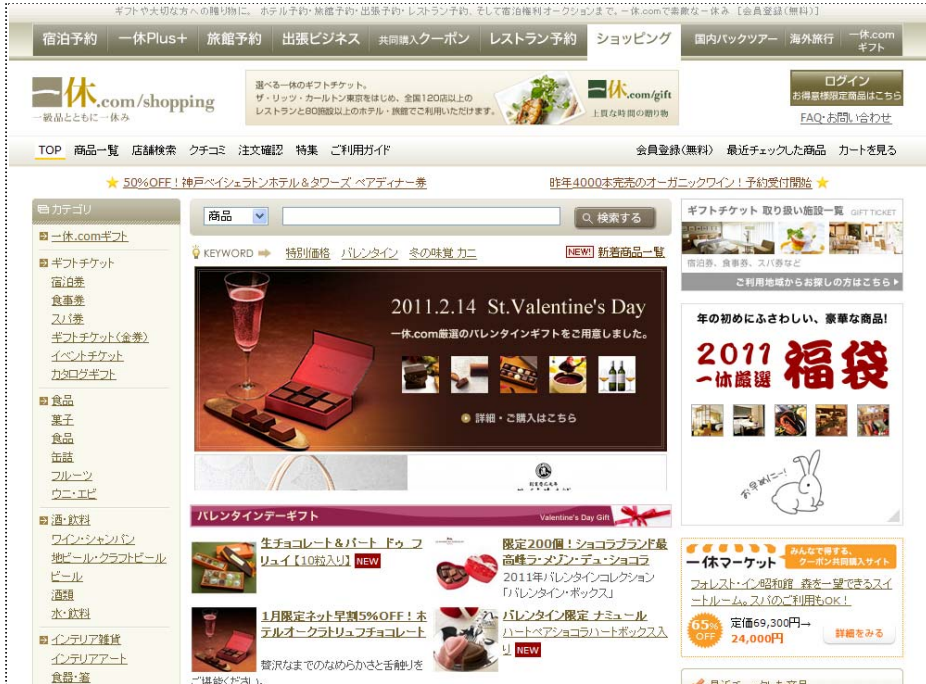 ギフトや大切な方への贈り物に。 ホテル予約・旅館予約・出張予約・レストラン予約、そして宿泊権利オークションまで。一休.comで素敵な一休み [会員登録(無料)]
宿泊予約 一休Plus+ 旅館予約 出張ビジネス 共同購入クーポン レストラン予約 ショッピング 国内パックツアー 海外旅行 一休.com
ギフト
一休.com/shopping
一級品とともに一休み
選べる一休のギフトチケット。
ザ・リッツ・カールトン東京をはじめ、全国120店以上の
レストランと80施設以上のホテル・旅館でご利用いただけます。
一休.com/gift
上質な時間の贈り物
ログイン
お得意様限定商品はこちら
FAQ・お問い合わせ
TOP 商品一覧 店舗検索 クチコミ 注文確認 特集 ご利用ガイド 会員登録(無料) 最近チェックした商品 カートを見る
50%OFF!神戸ベイシェラトンホテル&タワーズ ペアディナー券
昨年4000本完売のオーガニックワイン!予約受付開始
カテゴリ
一休.comギフト
ギフトチケット
宿泊券
食事券
スパ券
ギフトチケット(金券)
イベントチケット
カタログギフト
食品
菓子
食品
缶詰
フルーツ
ウニ・エビ
酒・飲料
ワイン・シャンパン
地ビール・クラフトビール
ビール
酒類
水・飲料
インテリア雑貨
インテリアアート
食器・箸
商品 検索する
KEYWORD 特別価格 バレンタイン 冬の味覚 カニ NEW! 新着商品一覧
2011.2.14 St.Valentine's Day
一休.com厳選のバレンタインギフトをご用意しました。
詳細・ご購入はこちら
バレンタインデーギフト Valentine's Day Gift
生チョコレート&パート ドゥ フ
リュイ【10粒入り】 NEW
限定200個!ショコラブランド最
高峰ラ・メゾン・デュ・ショコラ
2011年バレンタインコレクション
「バレンタイン・ボックス」
1月限定ネット早割5%OFF!ホ
テルオークラトリュフチョコレート
贅沢なまでのなめらかさと舌触りを
ご堪能ください。
バレンタイン限定 ナミュール
ハートペアショコラハートボックス入
り NEW
ギフトチケット 取り扱い施設一覧 GIFT TICKET
宿泊券、食事券、スパ券など
ご利用地域からお探しの方はこちら
年の初めにふさわしい、豪華な商品!
2011
一休厳選
福袋
お早めに~!
一休マーケット
みんなで得する、
クーポン共同購入サイト
フォレスト・イン昭和館 森を一望できるスイ
ートルーム。スパのご利用もOK!
65%
OFF
定価69,300円→
24,000円
詳細をみる
最近チェックした商品